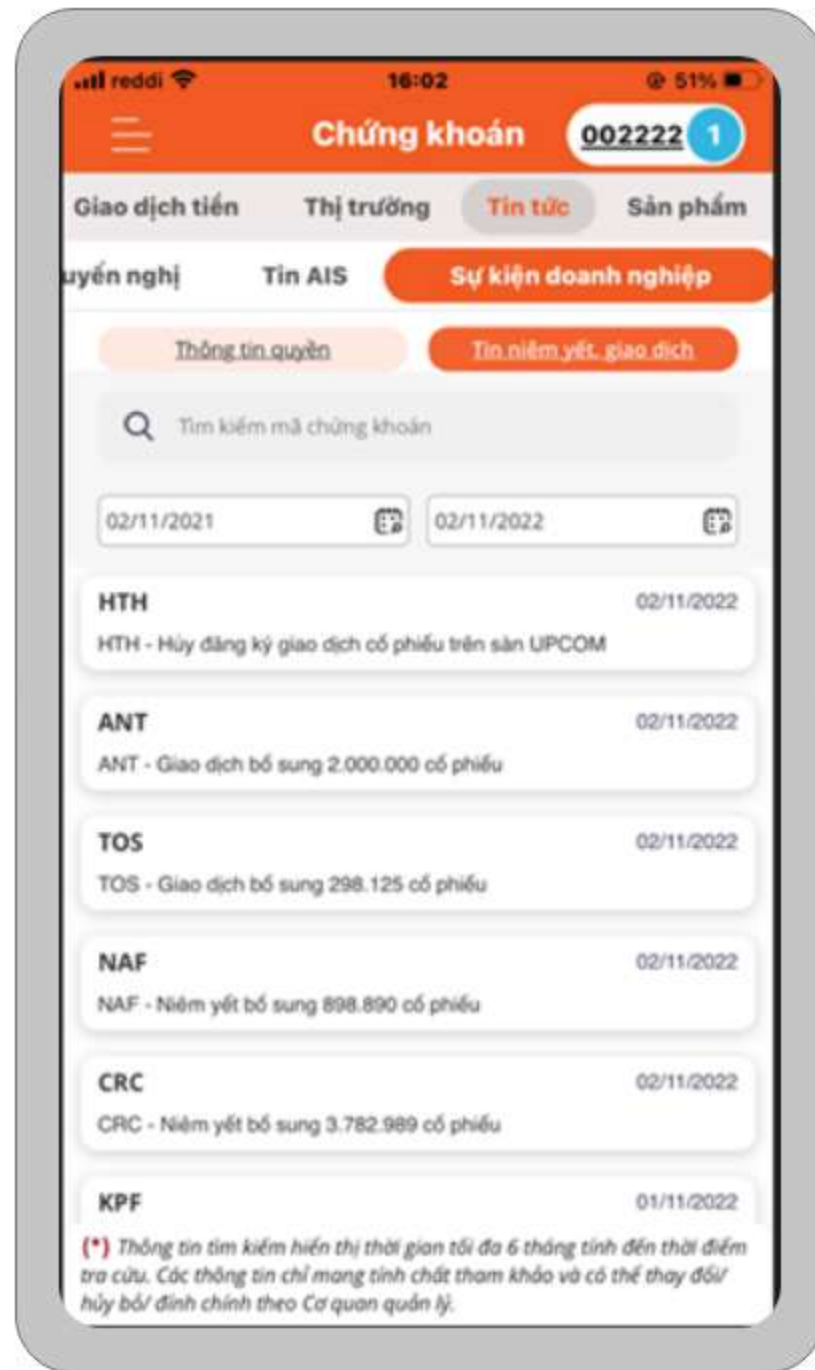 reddi 16:02 51%
Chứng khoán 002222 1
Giao dịch tiền Thị trường Tin tức Sản phẩm
uyến nghị Tin AIS Sự kiện doanh nghiệp
Thông tin quyền Tin niêm yết, giao dịch
Tìm kiếm mã chứng khoán
02/11/2021 02/11/2022
HTH 02/11/2022
HTH - Hủy đăng ký giao dịch cổ phiếu trên sàn UPCOM
ANT 02/11/2022
ANT - Giao dịch bổ sung 2.000.000 cổ phiếu
TOS 02/11/2022
TOS - Giao dịch bổ sung 298.125 cổ phiếu
NAF 02/11/2022
NAF - Niêm yết bổ sung 898.890 cổ phiếu
CRC 02/11/2022
CRC - Niêm yết bổ sung 3.782.989 cổ phiếu
KPF 01/11/2022
(*) Thông tin tìm kiếm hiển thị thời gian tối đa 6 tháng tính đến thời điểm
tra cứu. Các thông tin chỉ mang tính chất tham khảo và có thể thay đổi/
hủy bỏ/ đính chính theo Cơ quan quản lý.